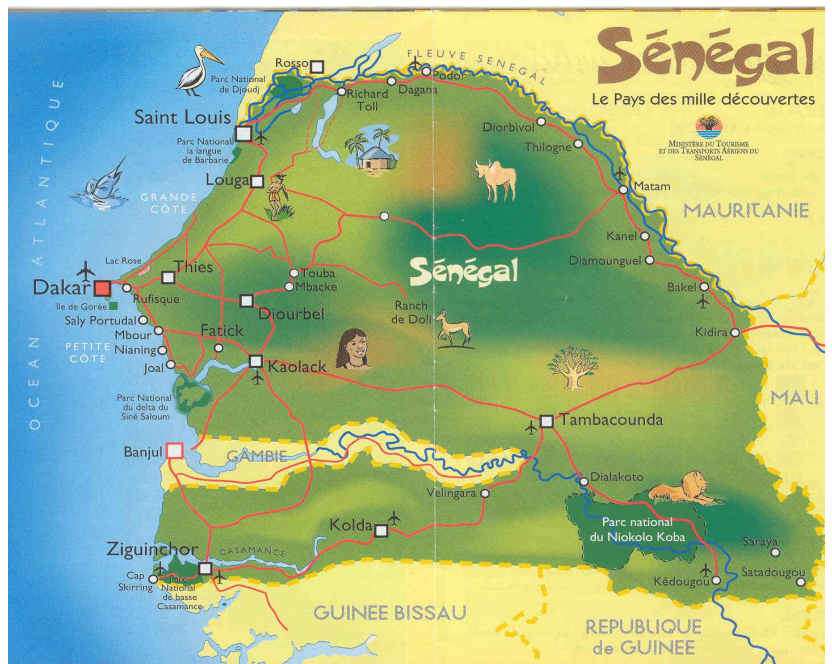 Sénégal
Le Pays des mille découvertes
MINISTÈRE DU TOURISME
ET DES TRANSPORTS AÉRIENS DU
SÉNÉGAL
FLEUVE SENEGAL
Rosso
Parc National
de Djoudj
Podor
Dagana
Richard
Toll
Saint Louis
Parc National
la langue
de Barbarie
Diorbivol
Thilogne
Louga
Matam
MAURITANIE
OCEAN ATLANTIQUE
GRANDE
CÔTE
Kanel
Diamounguel
Lac Rose
Thies
Touba
Mbacke
Sénégal
Bakel
Dakar
Rufisque
Ile de Gorée
Diourbel
Ranch
de Doli
Saly Portudal
Mbour
Fatick
Kidira
PETITE
CÔTE
Nianing
Joal
Kaolack
Parc National
du delta du
Siné Saloum
MALI
Tambacounda
Banjul
GAMBIE
Dialakoto
Velingara
Parc national
du Niokolo Koba
Kolda
Saraya
Ziguinchor
CASAMANCE
Cap
Skirring
Parc
National
de basse
Casamance
Kédougou
Satadougou
GUINEE BISSAU
REPUBLIQUE
de GUINEE